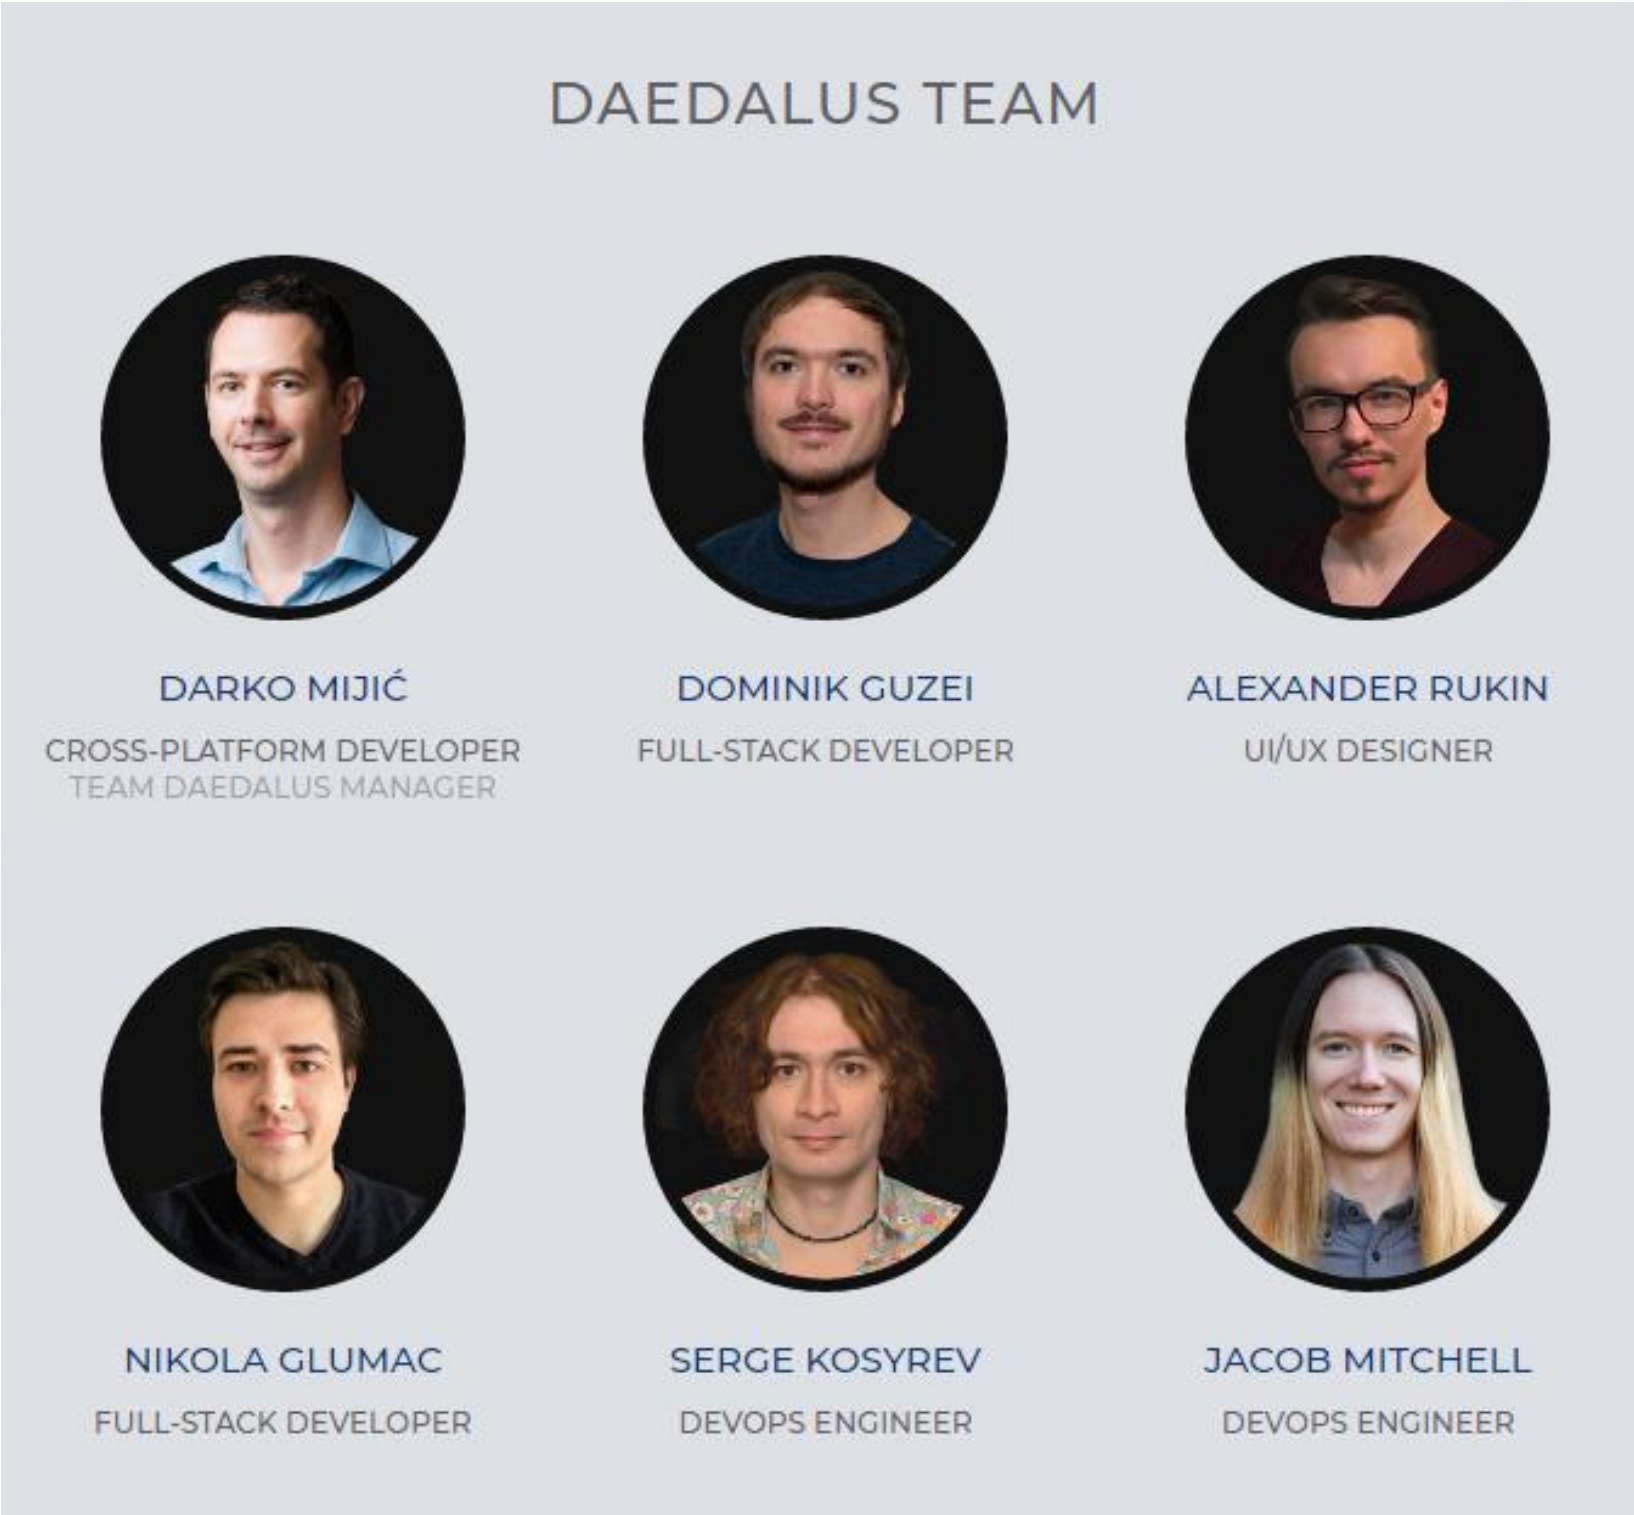 DAEDALUS TEAM
DARKO MIJIĆ
CROSS-PLATFORM DEVELOPER
TEAM DAEDALUS MANAGER
DOMINIK GUZEI
FULL-STACK DEVELOPER
ALEXANDER RUKIN
UI/UX DESIGNER
NIKOLA GLUMAC
FULL-STACK DEVELOPER
SERGE KOSYREV
DEVOPS ENGINEER
JACOB MITCHELL
DEVOPS ENGINEER